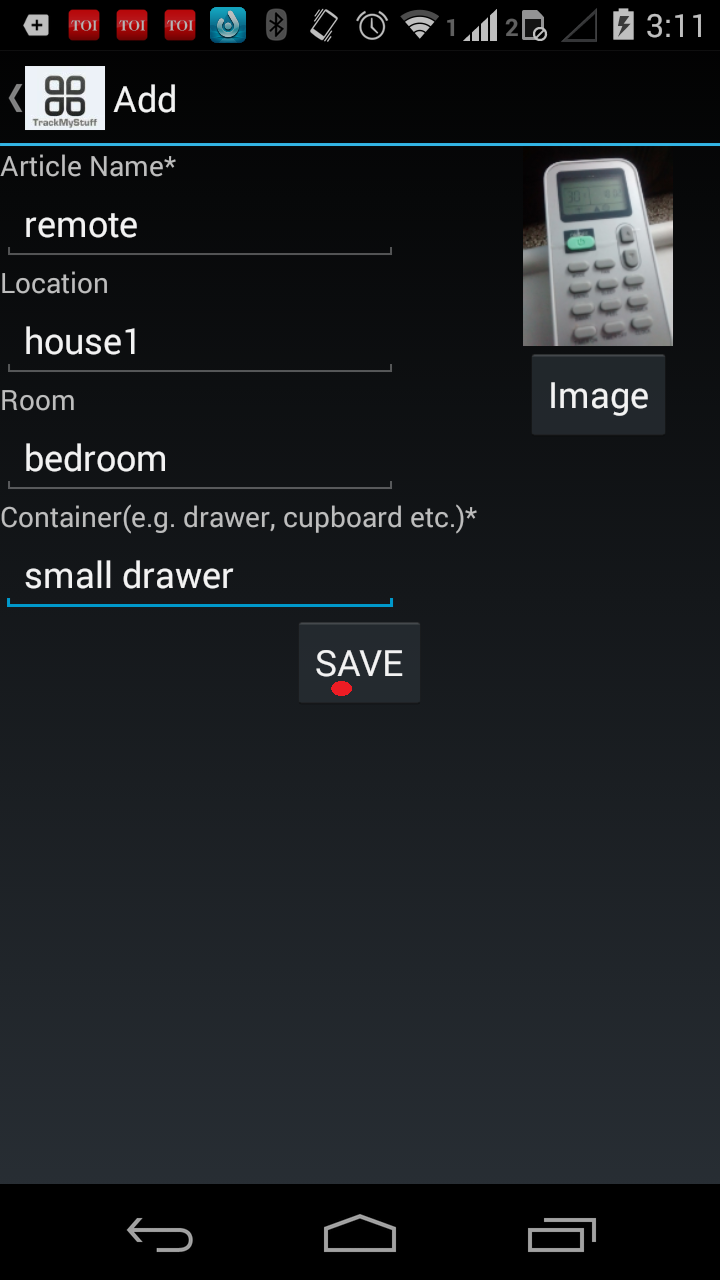 TOI TOI TOI 1 2 3:11
TrackMyStuff
Add
Article Name*
remote
Location
house1
Room
bedroom
Container(e.g. drawer, cupboard etc.)*
small drawer
Image
SAVE